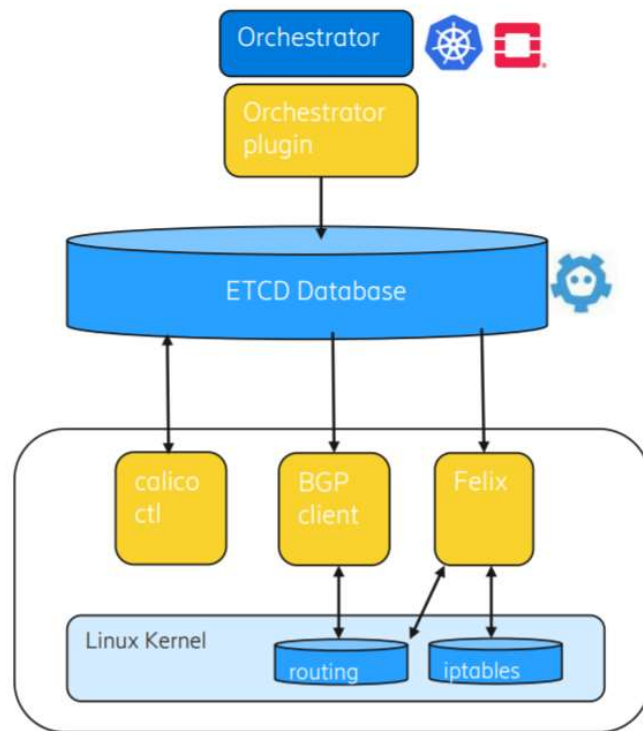 Orchestrator
Orchestrator
plugin
ETCD Database
calico
ctl
BGP
client
Felix
Linux Kernel
routing
iptables